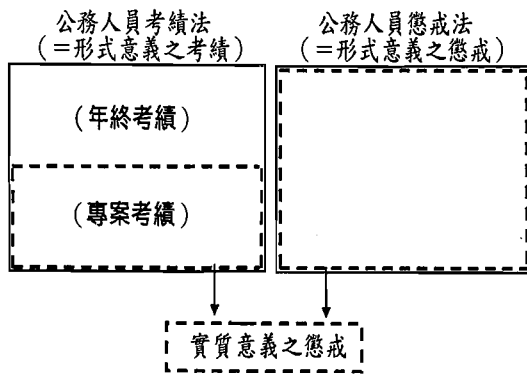 公務人員考績法
(＝形式意義之考績)
公務人員懲戒法
(＝形式意義之懲戒)
(年終考績)
(專案考績)
實質意義之懲戒